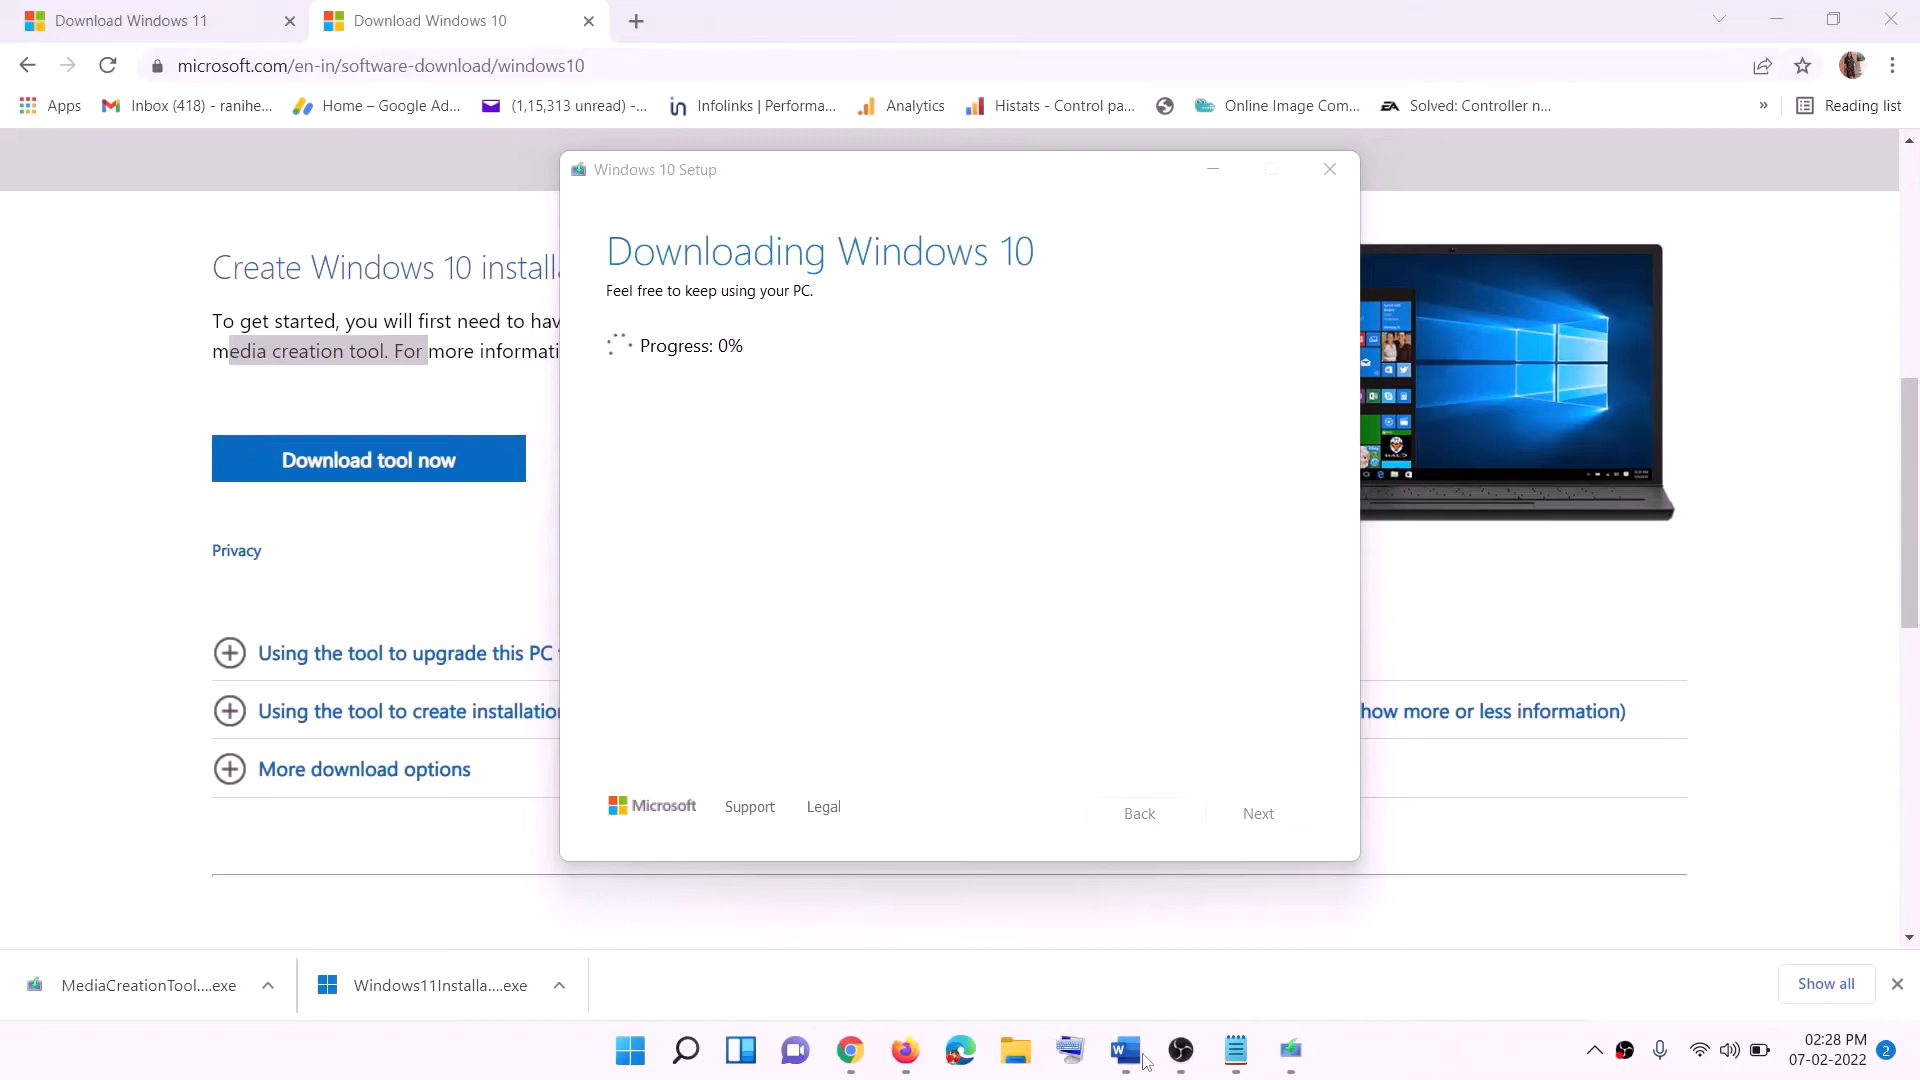 Download Windows 11
Download Windows 10
microsoft.com/en-in/software-download/windows10
Apps
Inbox (418) - ranihe...
Home – Google Ad...
(1,15,313 unread) -...
Infolinks | Performa...
Analytics
Histats - Control pa...
Online Image Com...
Solved: Controller n...
»
Reading list
Windows 10 Setup
Downloading Windows 10
Feel free to keep using your PC.
Progress: 0%
Create Windows 10 install
To get started, you will first need to hav
media creation tool. For more informati
Download tool now
Privacy
Using the tool to upgrade this PC
Using the tool to create installation
how more or less information)
More download options
Microsoft
Support
Legal
Back
Next
MediaCreationTool....exe
Windows11Installa....exe
Show all
02:28 PM
07-02-2022
2